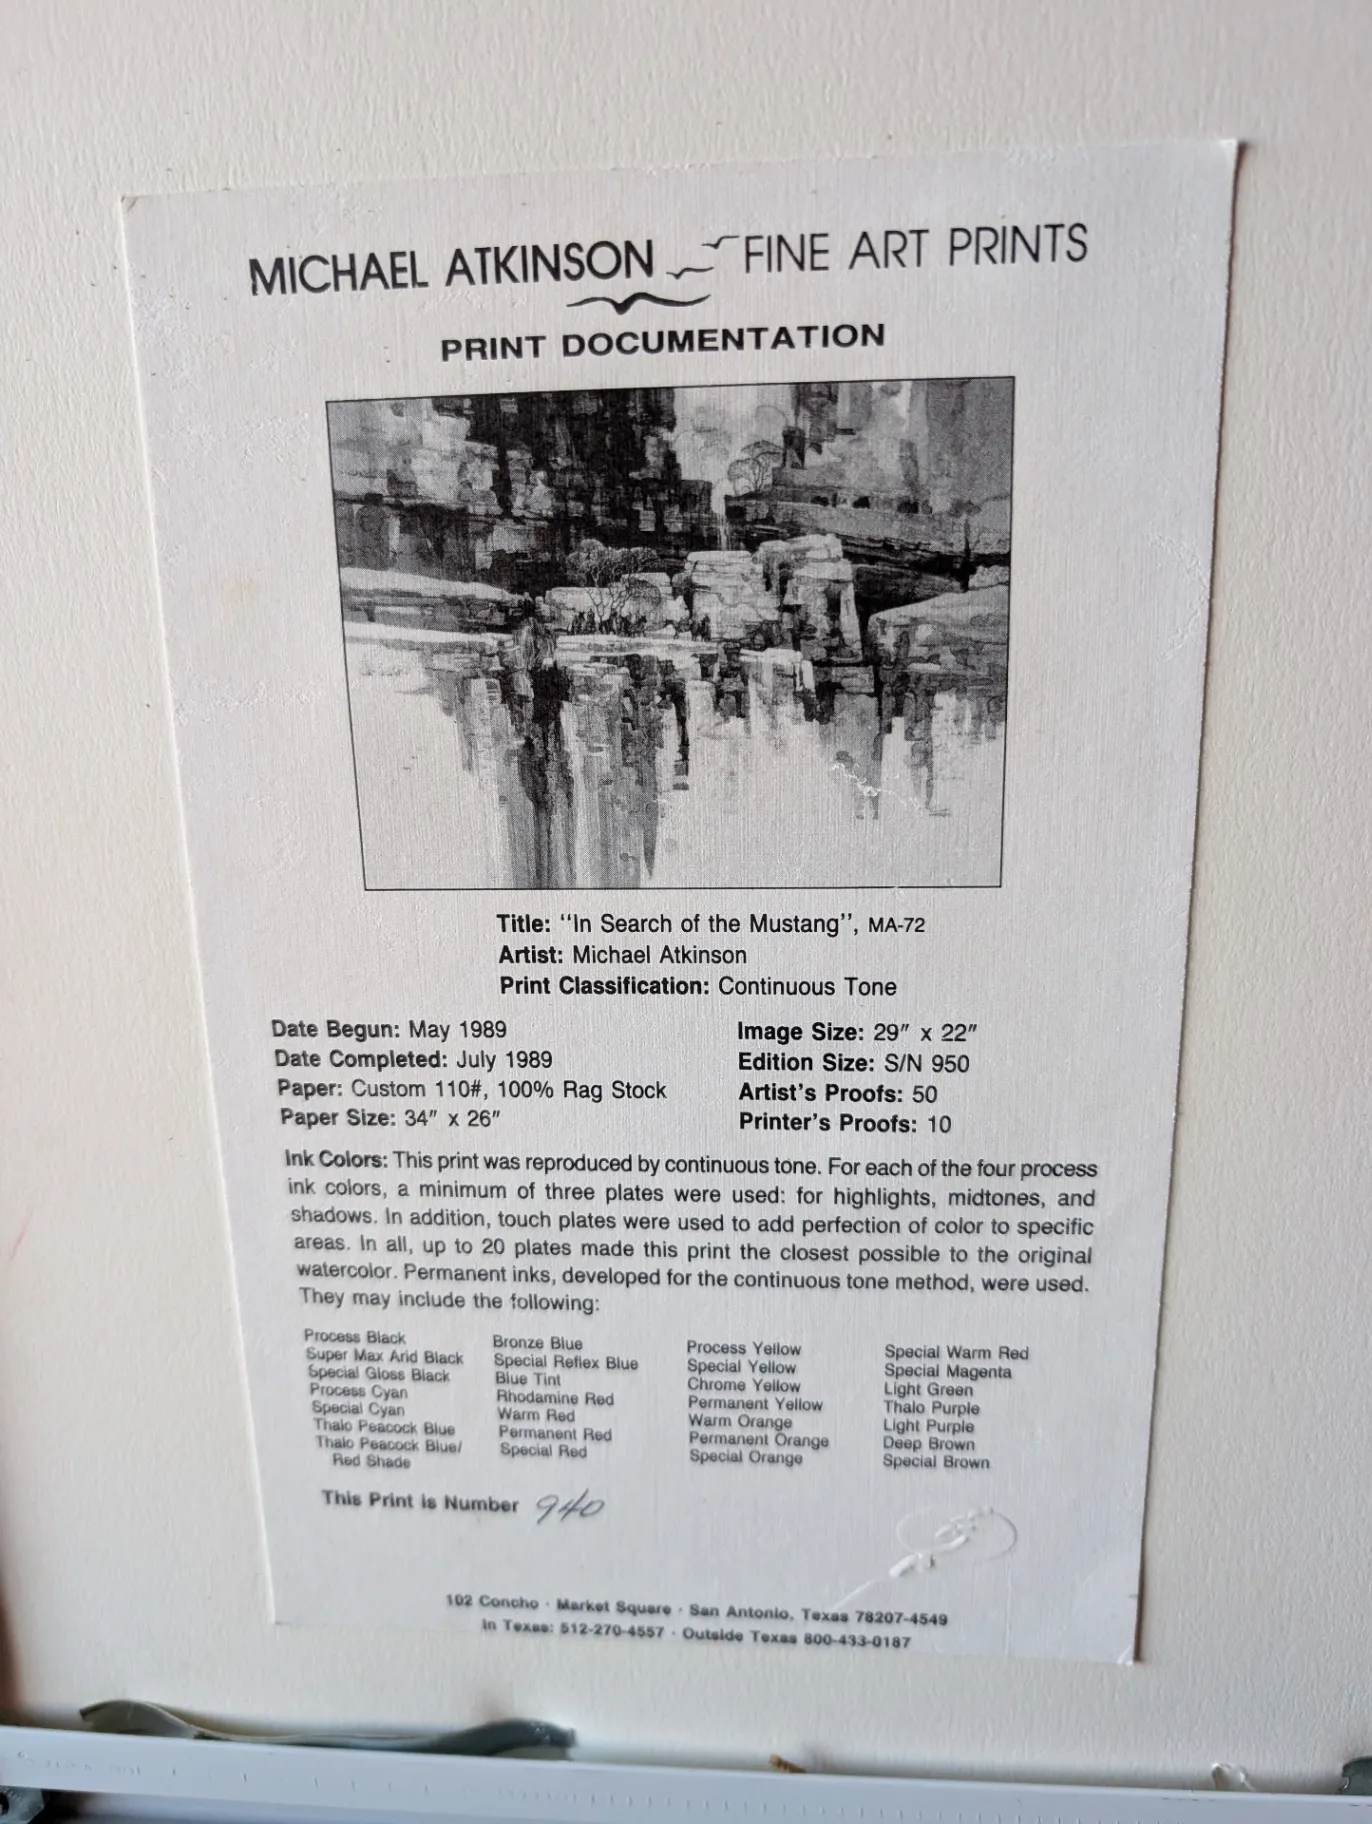 MICHAEL ATKINSON FINE ART PRINTS
PRINT DOCUMENTATION
Title: "In Search of the Mustang", MA-72
Artist: Michael Atkinson
Print Classification: Continuous Tone
Date Begun: May 1989
Date Completed: July 1989
Paper: Custom 110#, 100% Rag Stock
Paper Size: 34" x 26"
Image Size: 29" x 22"
Edition Size: S/N 950
Artist's Proofs: 50
Printer's Proofs: 10
Ink Colors: This print was reproduced by continuous tone. For each of the four process
ink colors, a minimum of three plates were used: for highlights, midtones, and
shadows. In addition, touch plates were used to add perfection of color to specific
areas. In all, up to 20 plates made this print the closest possible to the original
watercolor. Permanent inks, developed for the continuous tone method, were used.
They may include the following:
Process Black
Super Max Arid Black
Special Gloss Black
Process Cyan
Special Cyan
Thalo Peacock Blue
Thalo Peacock Blue/
Red Shade
Bronze Blue
Special Reflex Blue
Blue Tint
Rhodamine Red
Warm Red
Permanent Red
Special Red
Process Yellow
Special Yellow
Chrome Yellow
Permanent Yellow
Warm Orange
Permanent Orange
Special Orange
Special Warm Red
Special Magenta
Light Green
Thalo Purple
Light Purple
Deep Brown
Special Brown
This Print is Number 940
102 Concho · Market Square · San Antonio, Texas 78207-4549
In Texas: 512-270-4557 · Outside Texas 800-433-0187